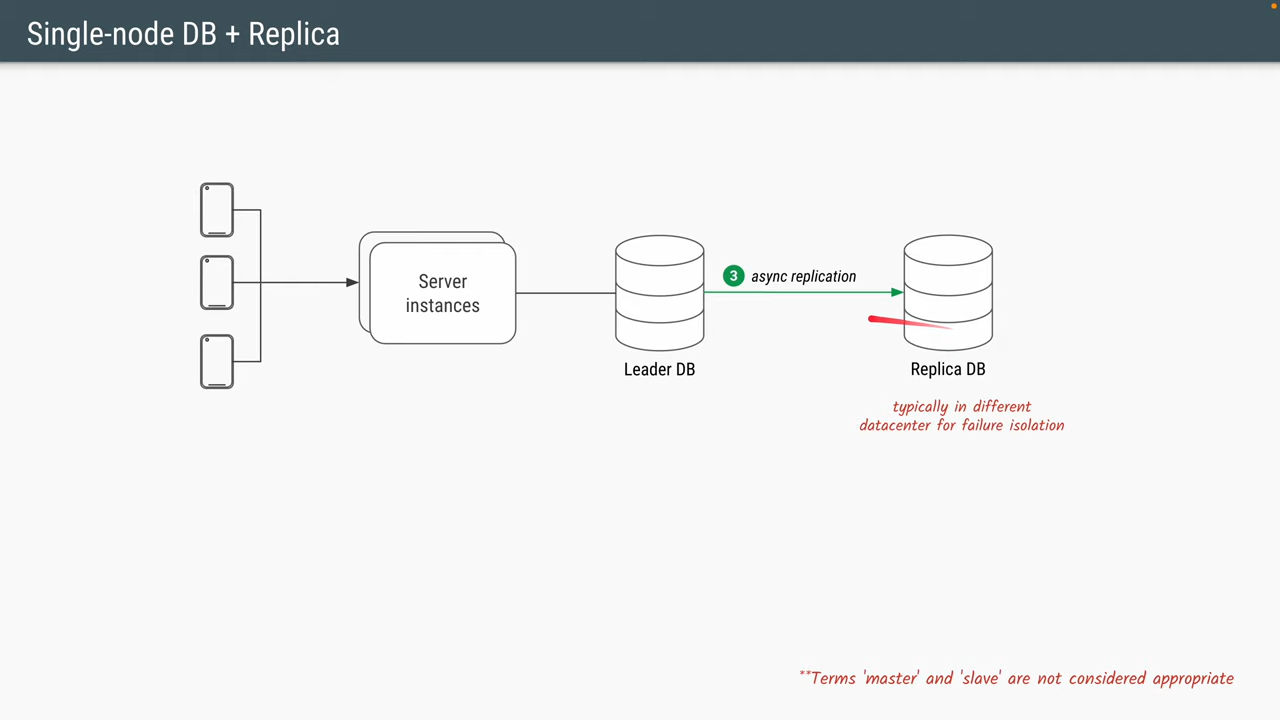 Single-node DB + Replica
Server
instances
3 async replication
Leader DB
Replica DB
typically in different
datacenter for failure isolation
**Terms 'master' and 'slave' are not considered appropriate